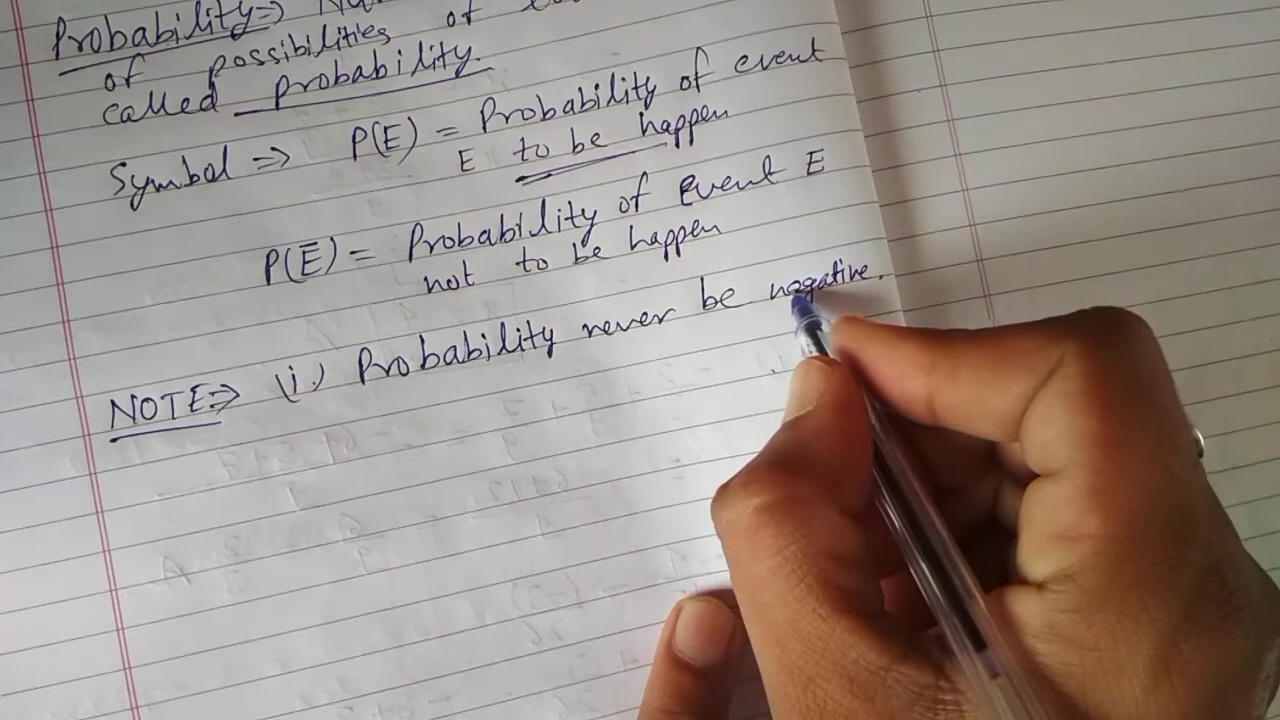 Probability⇒
of possibilities of
called probability.
Symbol ⇒ P(E) = Probability of event
E to be happen
P(E̅) = Probability of Event E
not to be happen
NOTE⇒ (i.) Probability never be negative.